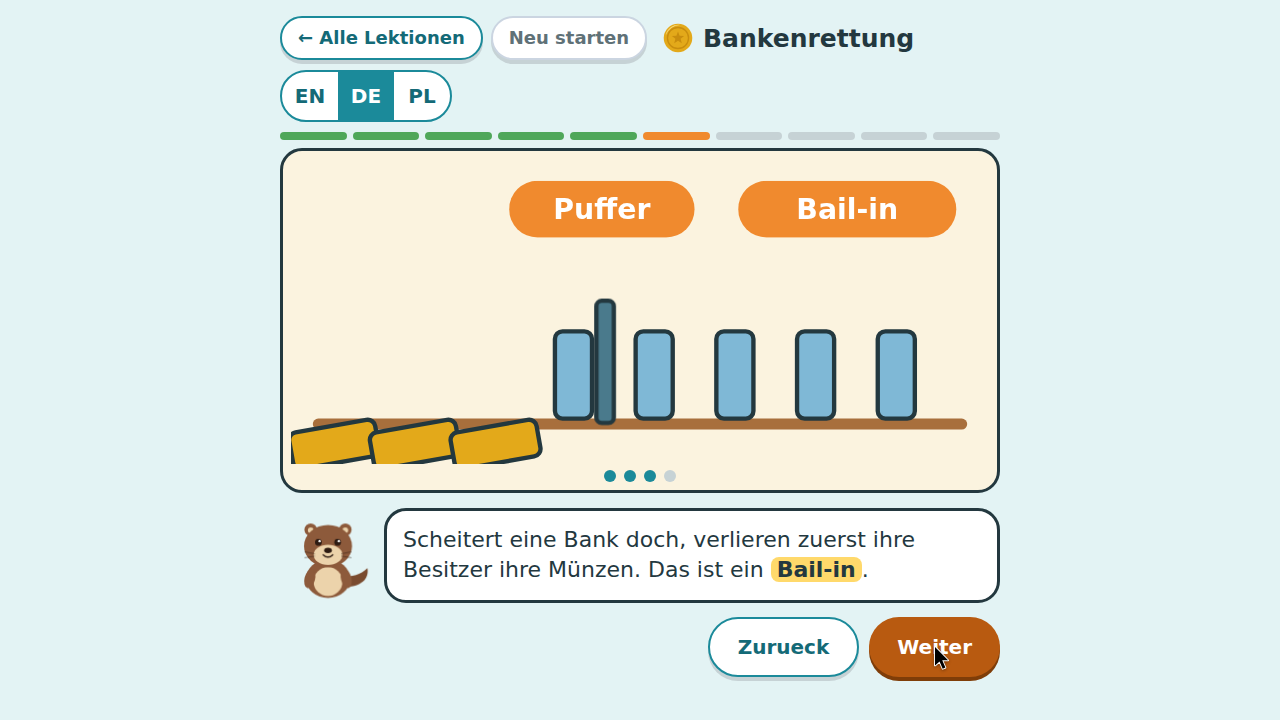 ← Alle Lektionen
Neu starten
Bankenrettung
EN DE PL
Puffer
Bail-in
Scheitert eine Bank doch, verlieren zuerst ihre
Besitzer ihre Münzen. Das ist ein Bail-in.
Zurueck
Weiter